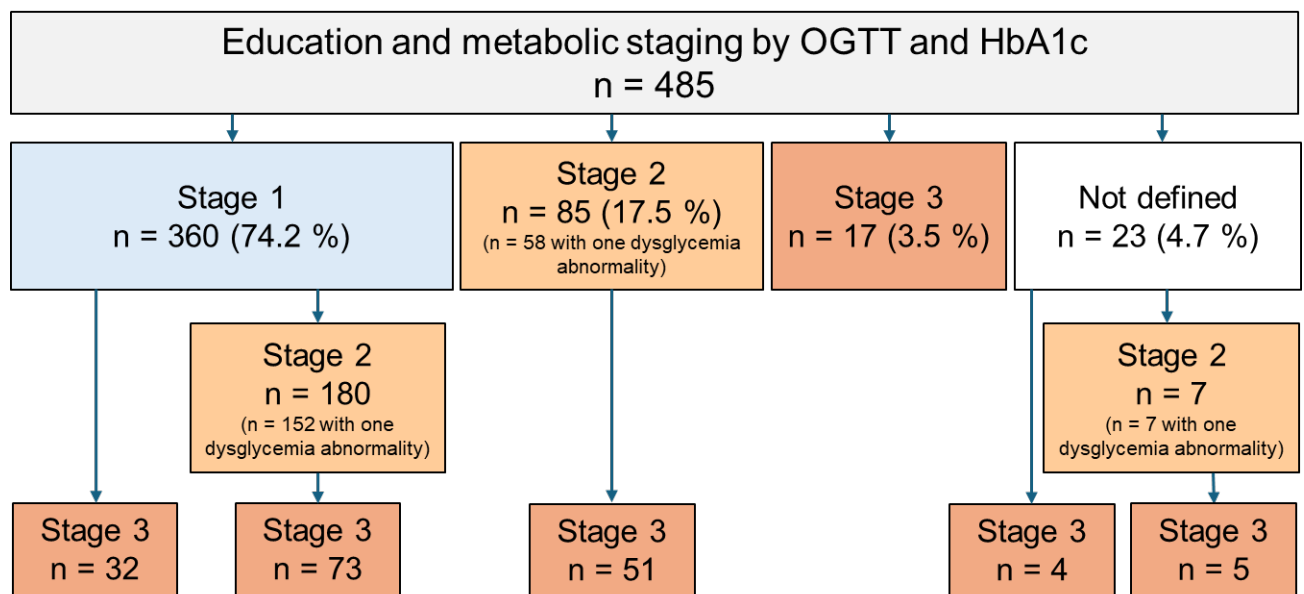 Education and metabolic staging by OGTT and HbA1c
n = 485
Stage 1
n = 360 (74.2 %)
Stage 2
n = 85 (17.5 %)
(n = 58 with one dysglycemia
abnormality)
Stage 3
n = 17 (3.5 %)
Not defined
n = 23 (4.7 %)
Stage 2
n = 180
(n = 152 with one
dysglycemia abnormality)
Stage 2
n = 7
(n = 7 with one
dysglycemia abnormality)
Stage 3
n = 32
Stage 3
n = 73
Stage 3
n = 51
Stage 3
n = 4
Stage 3
n = 5